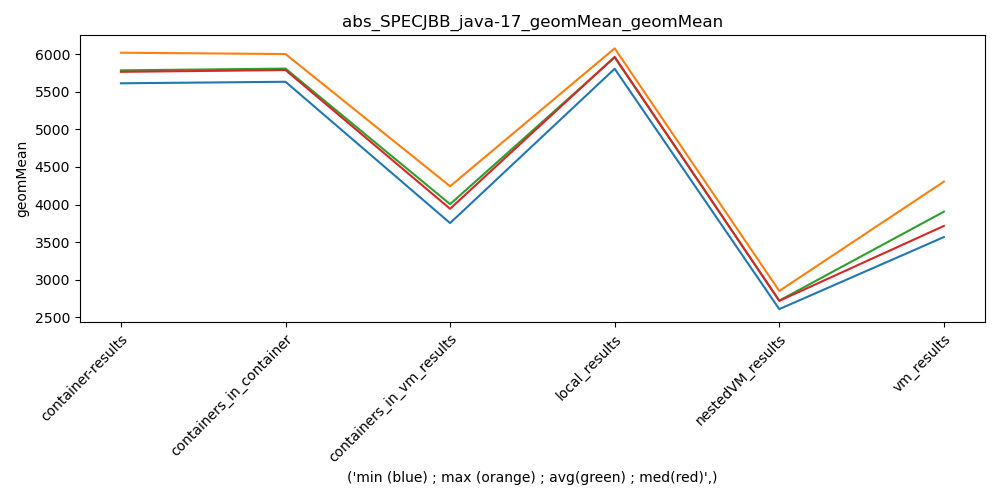 abs_SPECJBB_java-17_geomMean_geomMean
geomMean
6000
5500
5000
4500
4000
3500
3000
2500
container-results
containers_in_container
containers_in_vm_results
local_results
nestedVM_results
vm_results
('min (blue) ; max (orange) ; avg(green) ; med(red)',)